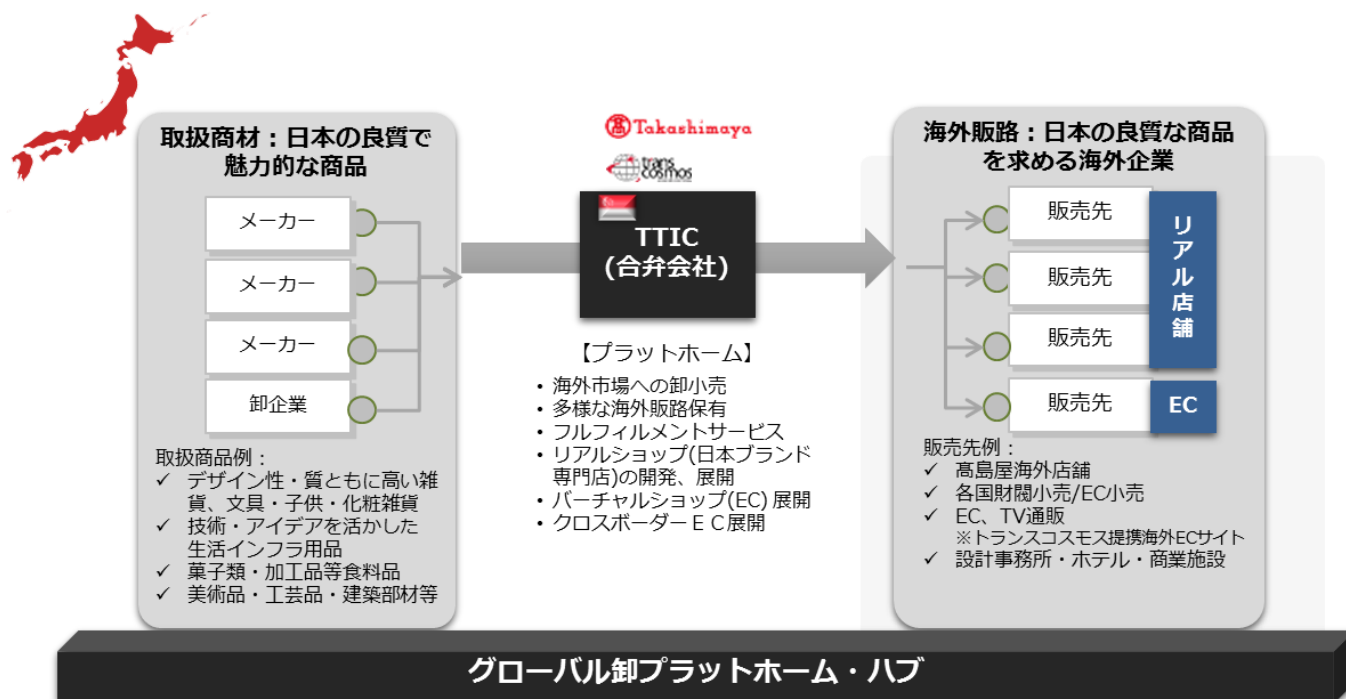 取扱商材：日本の良質で
魅力的な商品
メーカー
メーカー
メーカー
卸企業
取扱商品例：
✓ デザイン性・質ともに高い雑
貨、文具・子供・化粧雑貨
✓ 技術・アイデアを活かした
生活インフラ用品
✓ 菓子類・加工品等食料品
✓ 美術品・工芸品・建築部材等
髙Takashimaya
trans
cosmos
TTIC
(合弁会社)
【プラットホーム】
• 海外市場への卸小売
• 多様な海外販路保有
• フルフィルメントサービス
• リアルショップ(日本ブランド
専門店)の開発、展開
• バーチャルショップ(EC) 展開
• クロスボーダーＥＣ展開
海外販路：日本の良質な商品
を求める海外企業
販売先
販売先
販売先
販売先
リアル店舗
EC
販売先例：
✓ 髙島屋海外店舗
✓ 各国財閥小売/EC小売
✓ EC、TV通販
※トランスコスモス提携海外ECサイト
✓ 設計事務所・ホテル・商業施設
グローバル卸プラットホーム・ハブ